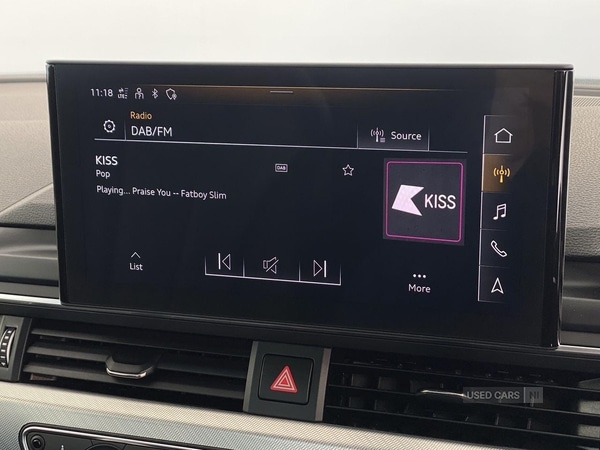 11:18
LTE
Radio
DAB/FM
Source
KISS
Pop
DAB
Playing... Praise You -- Fatboy Slim
KISS
List
More
USED CARS NI